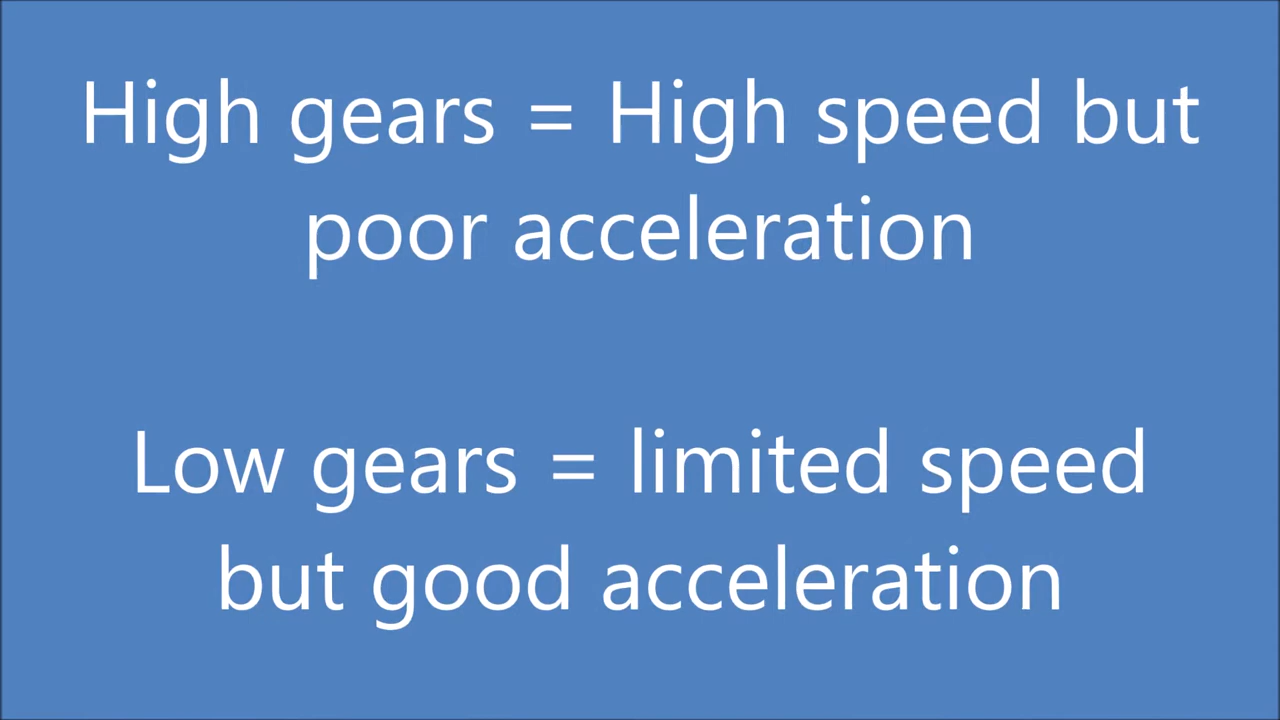 High gears = High speed but
poor acceleration
Low gears = limited speed
but good acceleration